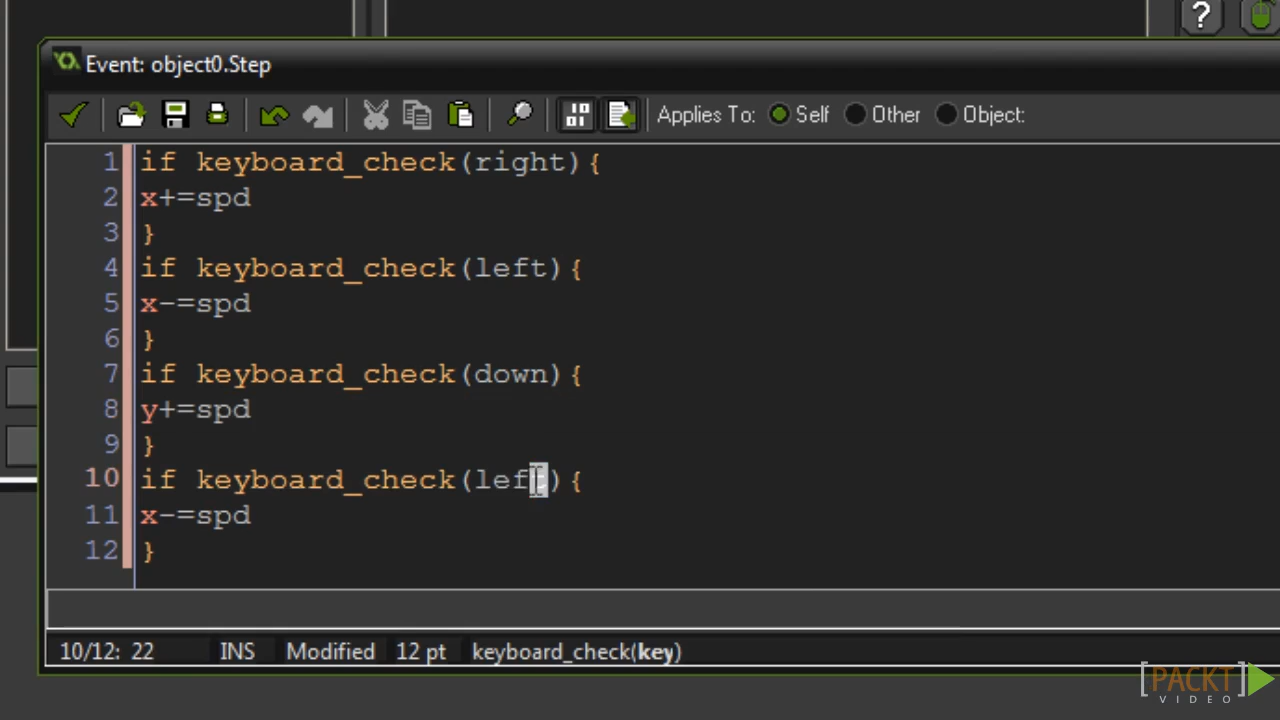 ?
Event: object0.Step
Applies To: Self Other Object:
1 if keyboard_check(right){
2 x+=spd
3 }
4 if keyboard_check(left){
5 x-=spd
6 }
7 if keyboard_check(down){
8 y+=spd
9 }
10 if keyboard_check(left){
11 x-=spd
12 }
10/12: 22 INS Modified 12 pt keyboard_check(key)
[PACKT]
VIDEO